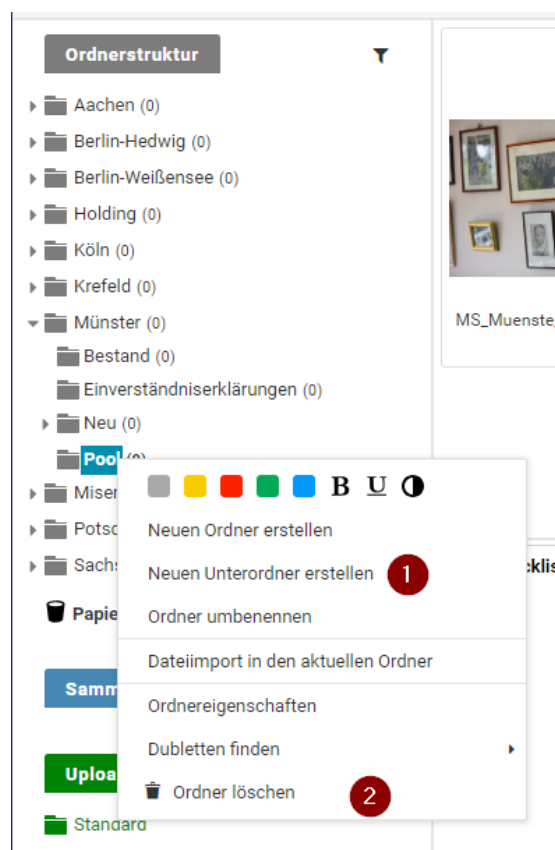 Ordnerstruktur
Aachen (0)
Berlin-Hedwig (0)
Berlin-Weißensee (0)
Holding (0)
Köln (0)
Krefeld (0)
Münster (0)
MS_Muenste
Bestand (0)
Einverständniserklärungen (0)
Neu (0)
Pool (0)
B U
Neuen Ordner erstellen
Neuen Unterordner erstellen 1
Ordner umbenennen
Dateiimport in den aktuellen Ordner
Ordnereigenschaften
Dubletten finden
Ordner löschen 2
Standard